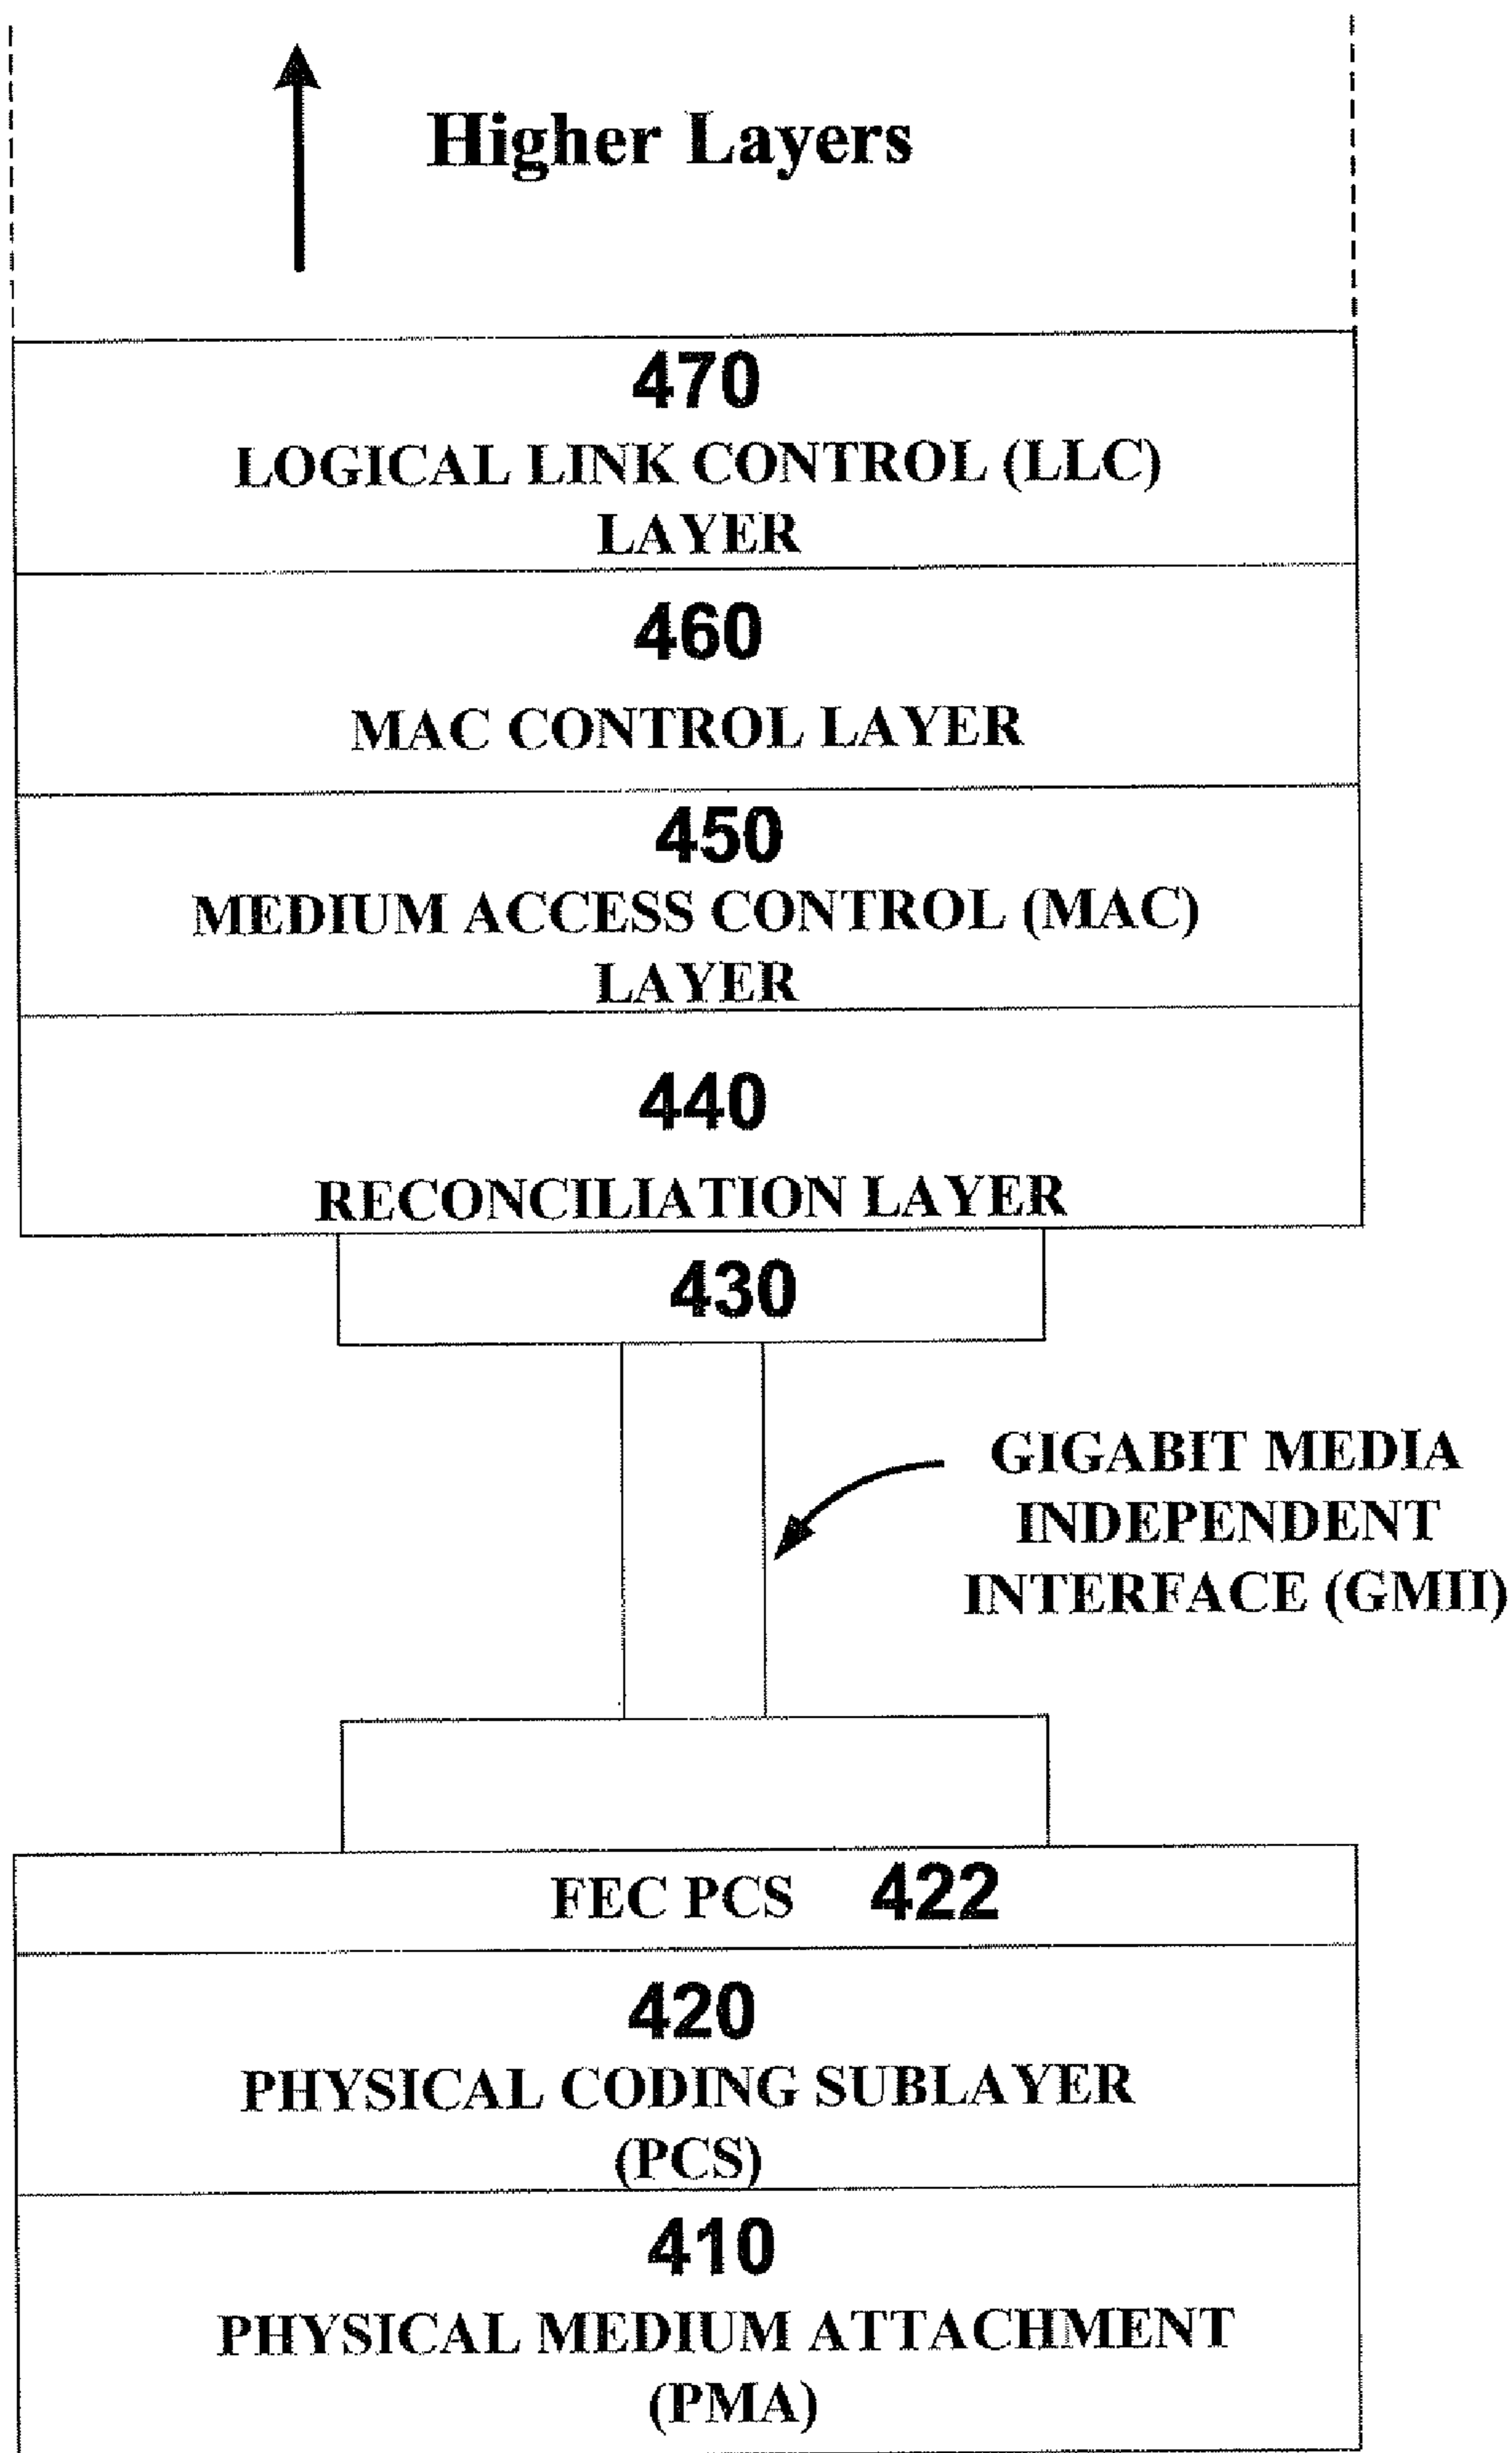 Higher Layers
470
LOGICAL LINK CONTROL (LLC)
LAYER
460
MAC CONTROL LAYER
450
MEDIUM ACCESS CONTROL (MAC)
LAYER
440
RECONCILIATION LAYER
430
GIGABIT MEDIA
INDEPENDENT
INTERFACE (GMII)
FEC PCS 422
420
PHYSICAL CODING SUBLAYER
(PCS)
410
PHYSICAL MEDIUM ATTACHMENT
(PMA)